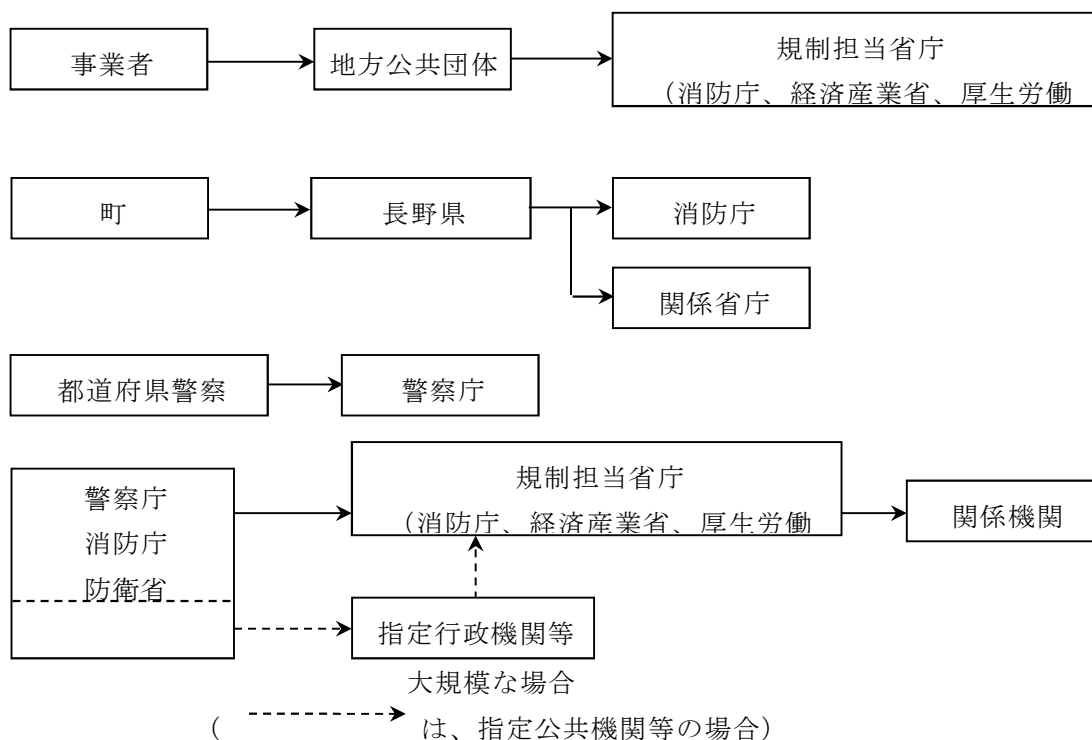 事業者
地方公共団体
規制担当省庁
（消防庁、経済産業省、厚生労働
町
長野県
消防庁
関係省庁
都道府県警察
警察庁
警察庁
消防庁
防衛省
規制担当省庁
（消防庁、経済産業省、厚生労働
関係機関
指定行政機関等
大規模な場合
（　　は、指定公共機関等の場合）